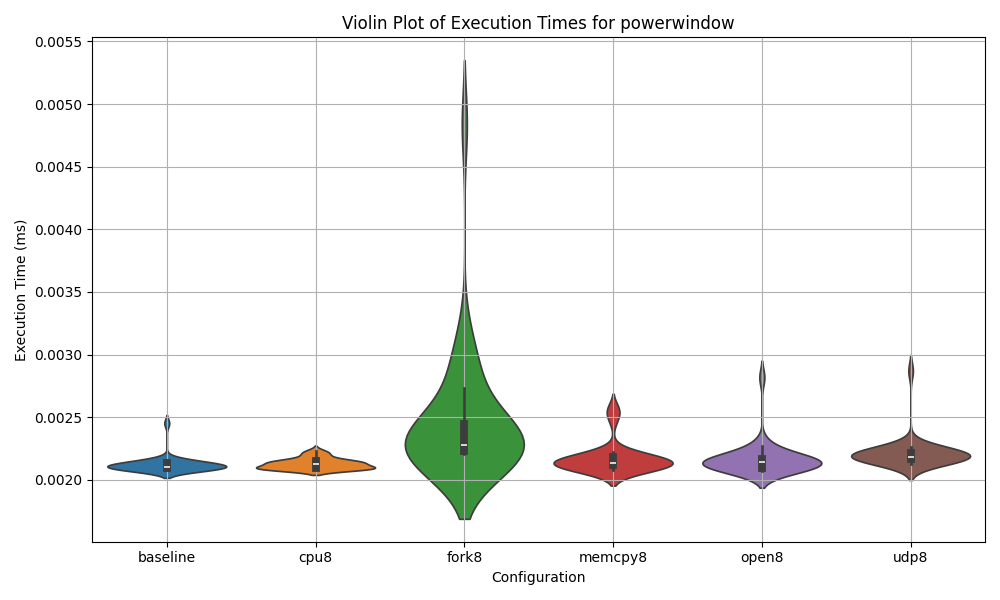 Violin Plot of Execution Times for powerwindow
Execution Time (ms)
0.0055
0.0050
0.0045
0.0040
0.0035
0.0030
0.0025
0.0020
baseline cpu8 fork8 memcpy8 open8 udp8
Configuration